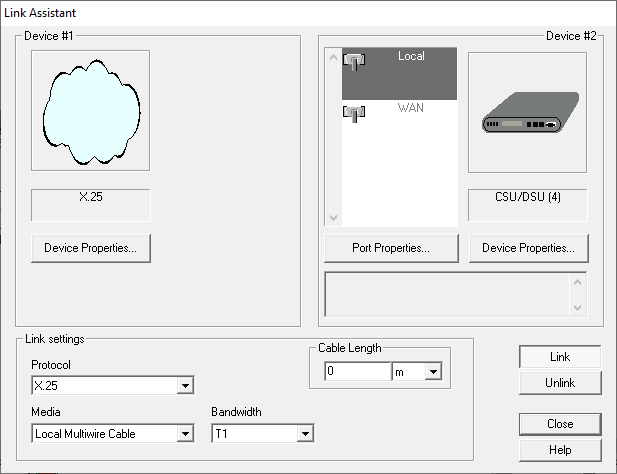 Link Assistant
Device #1
X.25
Device Properties...
Device #2
Local
WAN
CSU/DSU (4)
Port Properties...
Device Properties...
Link settings
Protocol
X.25
Cable Length
0
m
Media
Local Multiwire Cable
Bandwidth
T1
Link
Unlink
Close
Help